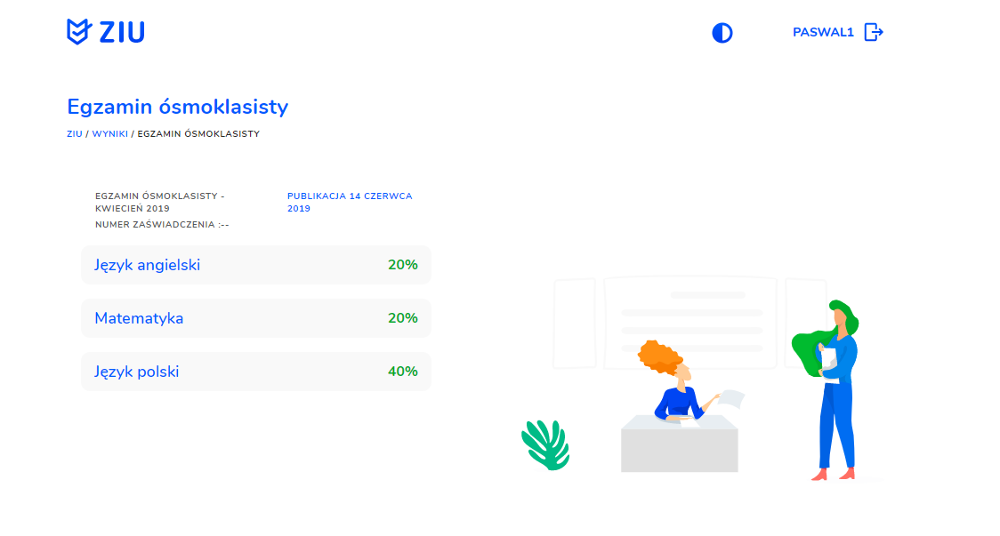 ZIU
PASWAL1
Egzamin ósmoklasisty
ZIU / WYNIKI / EGZAMIN ÓSMOKLASISTY
EGZAMIN ÓSMOKLASISTY -
KWIECIEŃ 2019
NUMER ZAŚWIADCZENIA :--
PUBLIKACJA 14 CZERWCA
2019
Język angielski 20%
Matematyka 20%
Język polski 40%